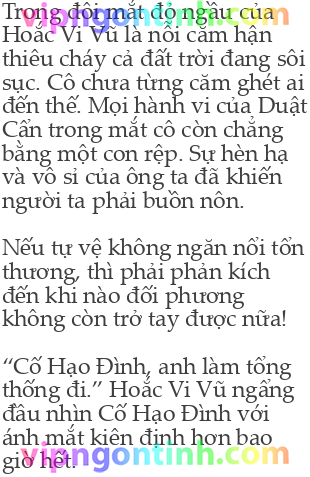 Trong đôi mắt đỏ ngầu của
Hoắc Vi Vũ là nỗi căm hận
thiêu cháy cả đất trời đang sôi
sục. Cô chưa từng căm ghét ai
đến thế. Mọi hành vi của Duật
Cẩn trong mắt cô còn chẳng
bằng một con rệp. Sự hèn hạ
và vô sỉ của ông ta đã khiến
người ta phải buồn nôn.
Nếu tự vệ không ngăn nổi tổn
thương, thì phải phản kích
đến khi nào đối phương
không còn trở tay được nữa!
“Cố Hạo Đình, anh làm tổng
thống đi.” Hoắc Vi Vũ ngẩng
đầu nhìn Cố Hạo Đình với
ánh mắt kiên định hơn bao
giờ hết.
vipngontinh.com
vipngontinh.com